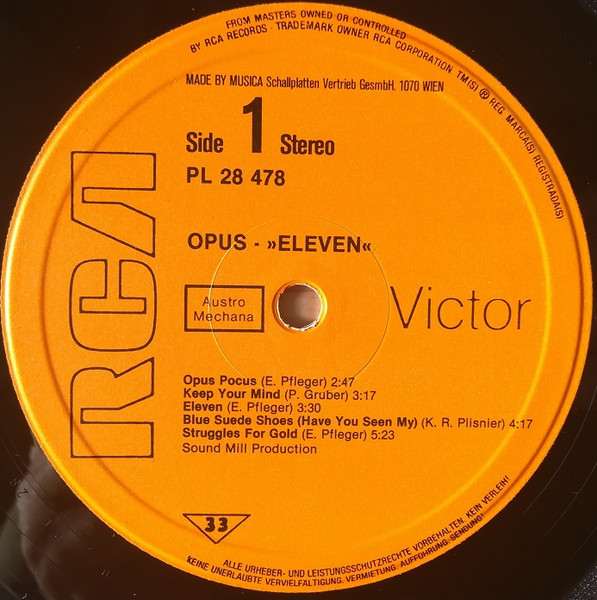 FROM MASTERS OWNED OR CONTROLLED
BY RCA RECORDS · TRADEMARK OWNER RCA CORPORATION TM(S) ® REG. MARCA(S) REGISTRADA(S)
MADE BY MUSICA Schallplatten Vertrieb GesmbH. 1070 WIEN
Side 1 Stereo
PL 28 478
RCA
OPUS - »ELEVEN«
Austro
Mechana
Victor
Opus Pocus (E. Pfleger) 2:47
Keep Your Mind (P. Gruber) 3:17
Eleven (E. Pfleger) 3:30
Blue Suede Shoes (Have You Seen My) (K. R. Plisnier) 4:17
Struggles For Gold (E. Pfleger) 5:23
Sound Mill Production
33
ALLE URHEBER- UND LEISTUNGSSCHUTZRECHTE VORBEHALTEN. KEIN VERLEIH!
KEINE UNERLAUBTE VERVIELFALTIGUNG, VERMIETUNG, AUFFÜHRUNG, SENDUNG!